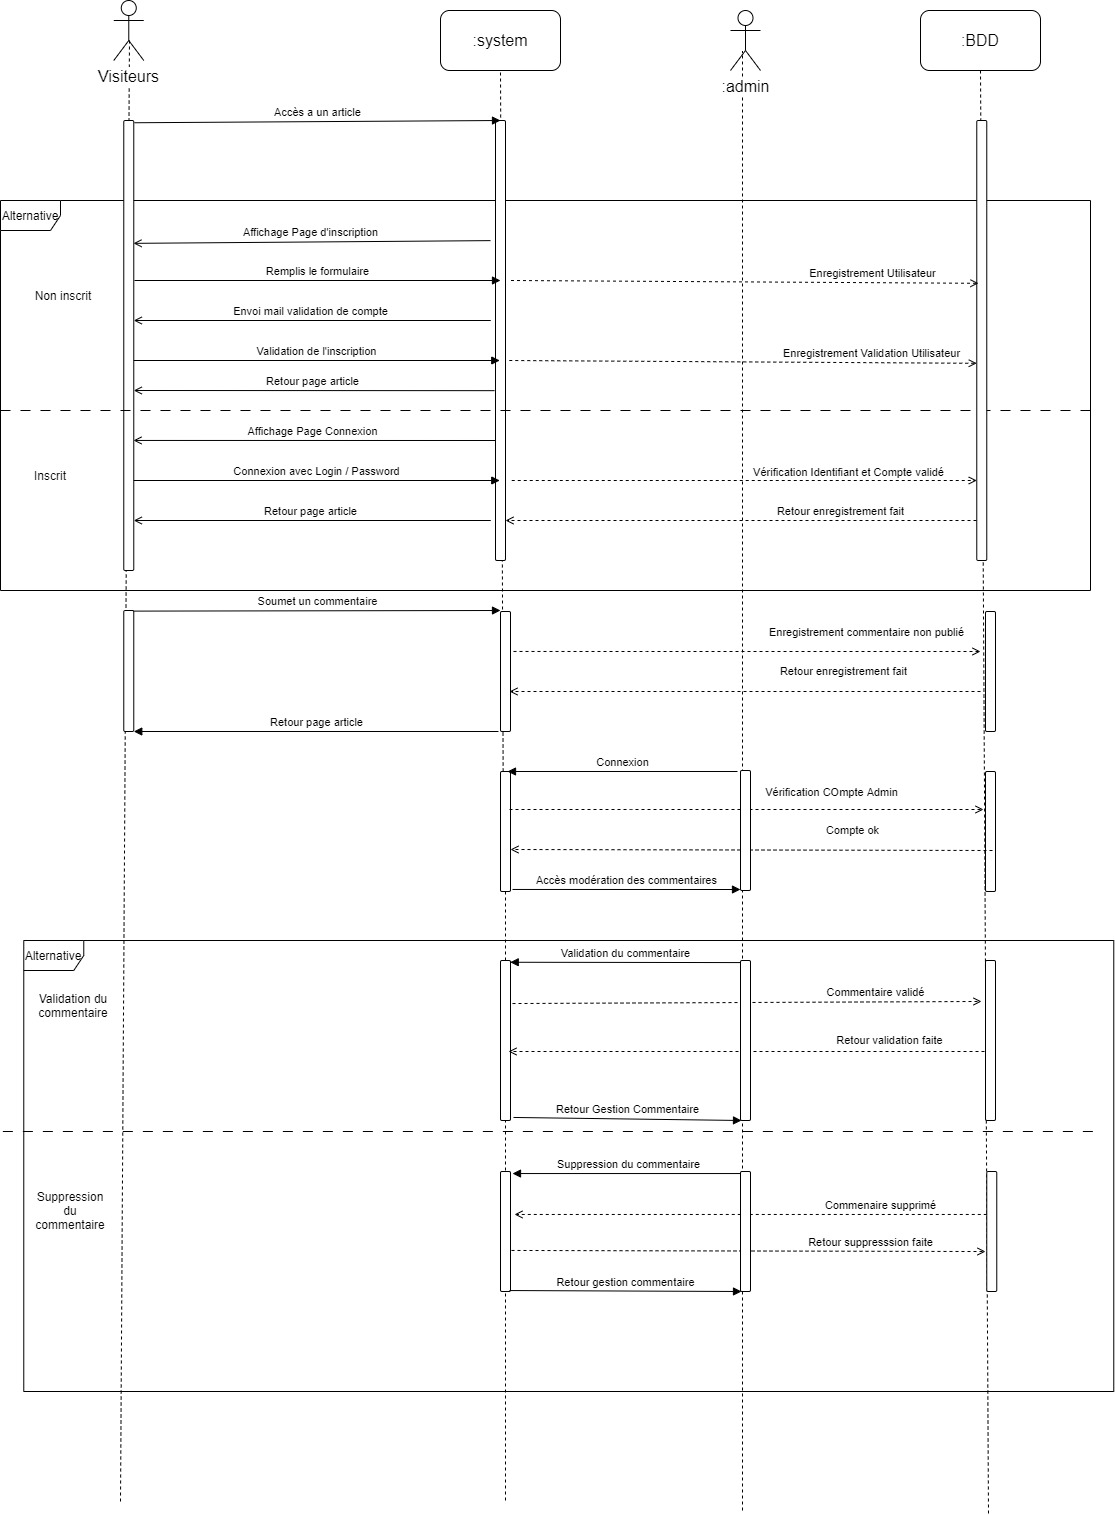 Visiteurs
:system
:admin
:BDD
Accès a un article
Alternative
Affichage Page d'inscription
Remplis le formulaire
Enregistrement Utilisateur
Non inscrit
Envoi mail validation de compte
Validation de l'inscription
Enregistrement Validation Utilisateur
Retour page article
Affichage Page Connexion
Inscrit
Connexion avec Login / Password
Vérification Identifiant et Compte validé
Retour page article
Retour enregistrement fait
Soumet un commentaire
Enregistrement commentaire non publié
Retour enregistrement fait
Retour page article
Connexion
Vérification COmpte Admin
Compte ok
Accès modération des commentaires
Alternative
Validation du commentaire
Validation du
commentaire
Commentaire validé
Retour validation faite
Retour Gestion Commentaire
Suppression du commentaire
Suppression
du
commentaire
Commenaire supprimé
Retour suppresssion faite
Retour gestion commentaire